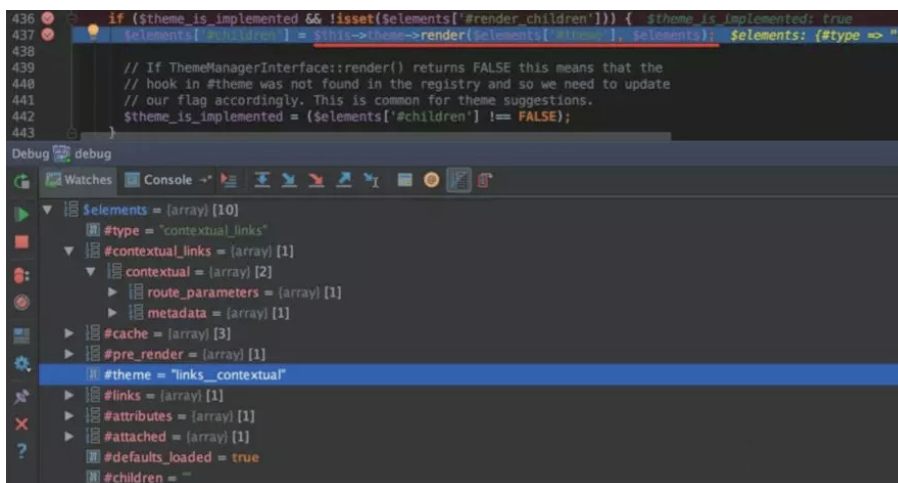 436 if ($theme_is_implemented && !isset($elements['#render_children'])) { $theme_is_implemented: true
437 $elements['#children'] = $this->theme->render($elements['#theme'], $elements); $elements: {#type => "
438
439 // If ThemeManagerInterface::render() returns FALSE this means that the
440 // hook in #theme was not found in the registry and so we need to update
441 // our flag accordingly. This is common for theme suggestions.
442 $theme_is_implemented = ($elements['#children'] !== FALSE);
443 }
Debug debug
Watches Console
$elements = {array} [10]
#type = "contextual_links"
#contextual_links = {array} [1]
contextual = {array} [2]
route_parameters = {array} [1]
metadata = {array} [1]
#cache = {array} [3]
#pre_render = {array} [1]
#theme = "links__contextual"
#links = {array} [1]
#attributes = {array} [1]
#attached = {array} [1]
#defaults_loaded = true
#children = ""